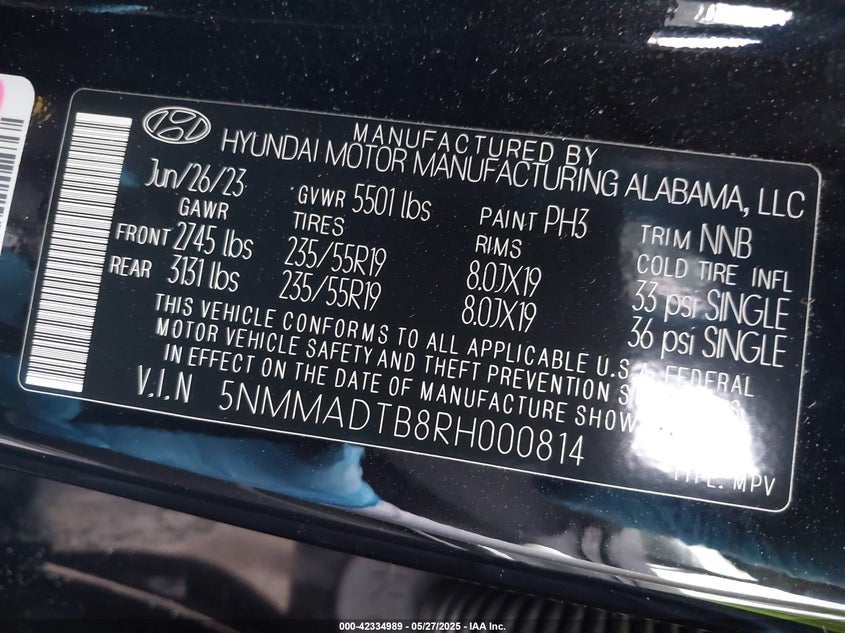 MANUFACTURED BY
HYUNDAI MOTOR MANUFACTURING ALABAMA, LLC
Jun/26/23 GVWR 5501 lbs PAINT PH3 TRIM NNB
GAWR TIRES RIMS COLD TIRE INFL
FRONT 2745 lbs 235/55R19 8.0JX19 33 psi SINGLE
REAR 3131 lbs 235/55R19 8.0JX19 36 psi SINGLE
THIS VEHICLE CONFORMS TO ALL APPLICABLE U.S.A. FEDERAL
MOTOR VEHICLE SAFETY AND THEFT PREVENTION
IN EFFECT ON THE DATE OF MANUFACTURE
V.I.N 5NMMADTB8RH000814
TYPE: MPV
000-42334989 - 05/27/2025 - IAA Inc.